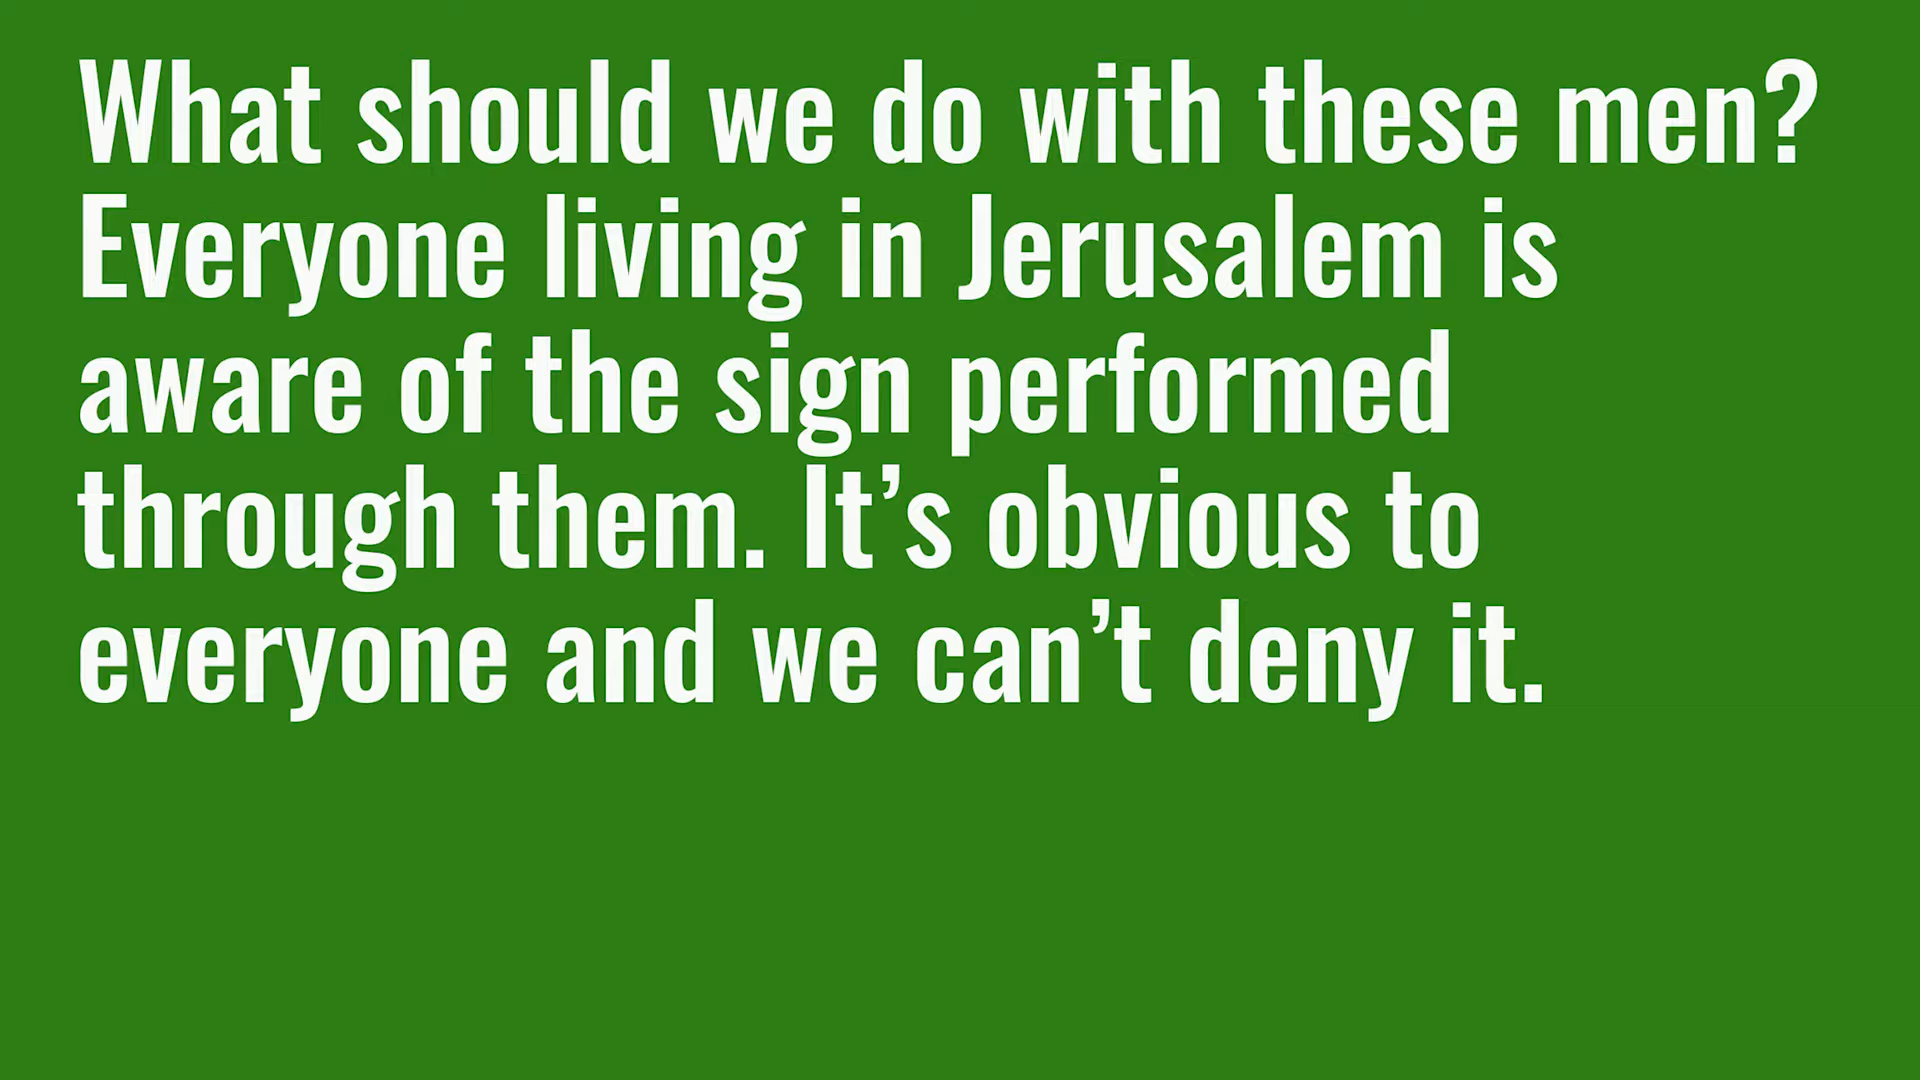 What should we do with these men?
Everyone living in Jerusalem is
aware of the sign performed
through them. It’s obvious to
everyone and we can’t deny it.